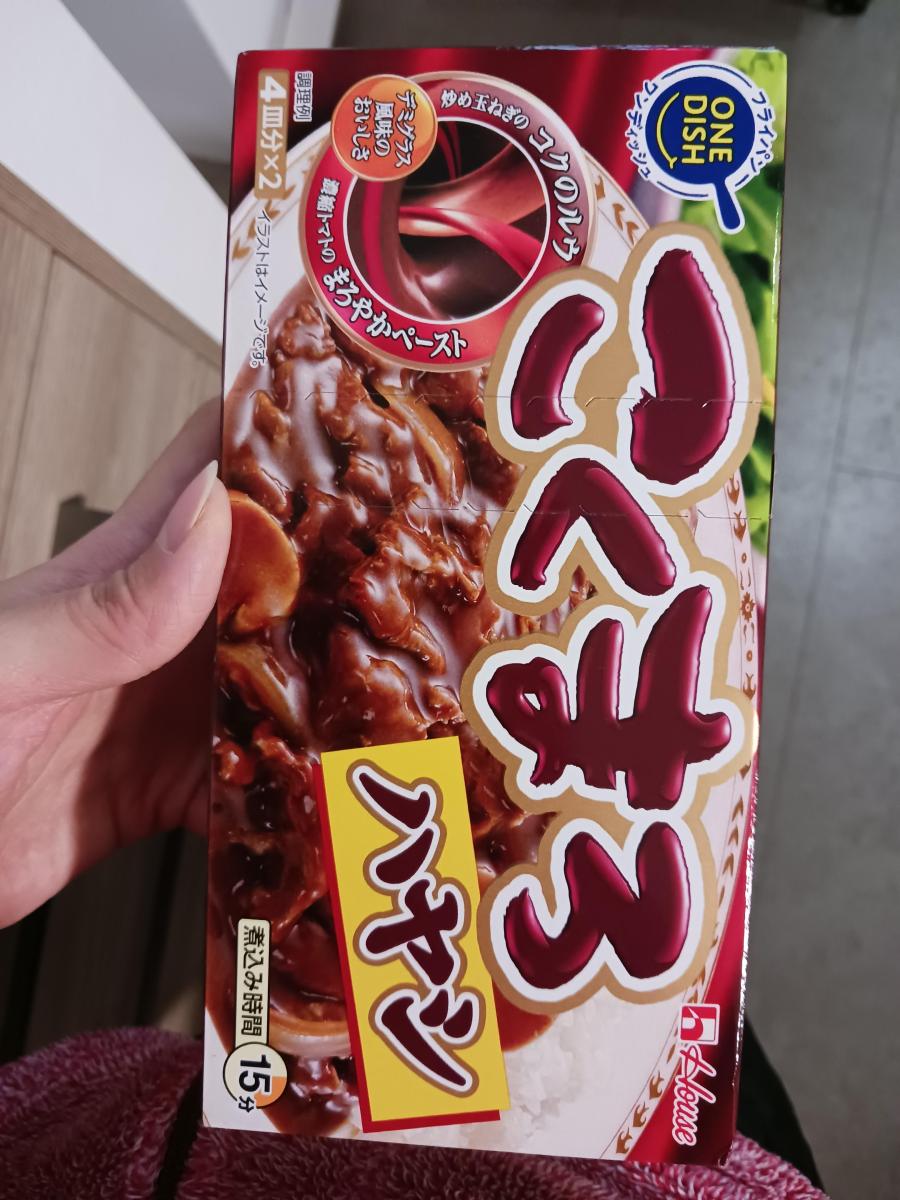 フライパン
ワンディッシュ
ONE
DISH
こくまろ
ハヤシ
House
炒め玉ねぎの
コクのルウ
濃縮トマトの
まろやかペースト
デミグラス
風味の
おいしさ
調理例
4皿分×2
イラストはイメージです。
煮込み時間
15分